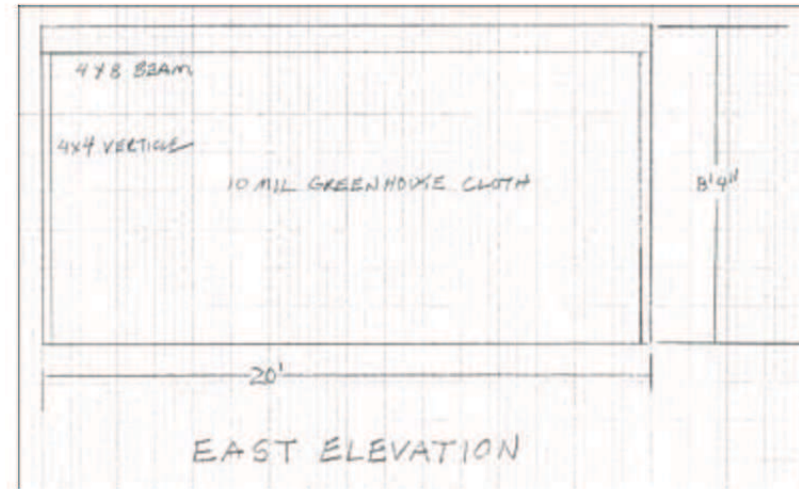 4X8 BEAM
4x4 VERTICLE
10 MIL GREENHOUSE CLOTH
8'4"
20'
EAST ELEVATION